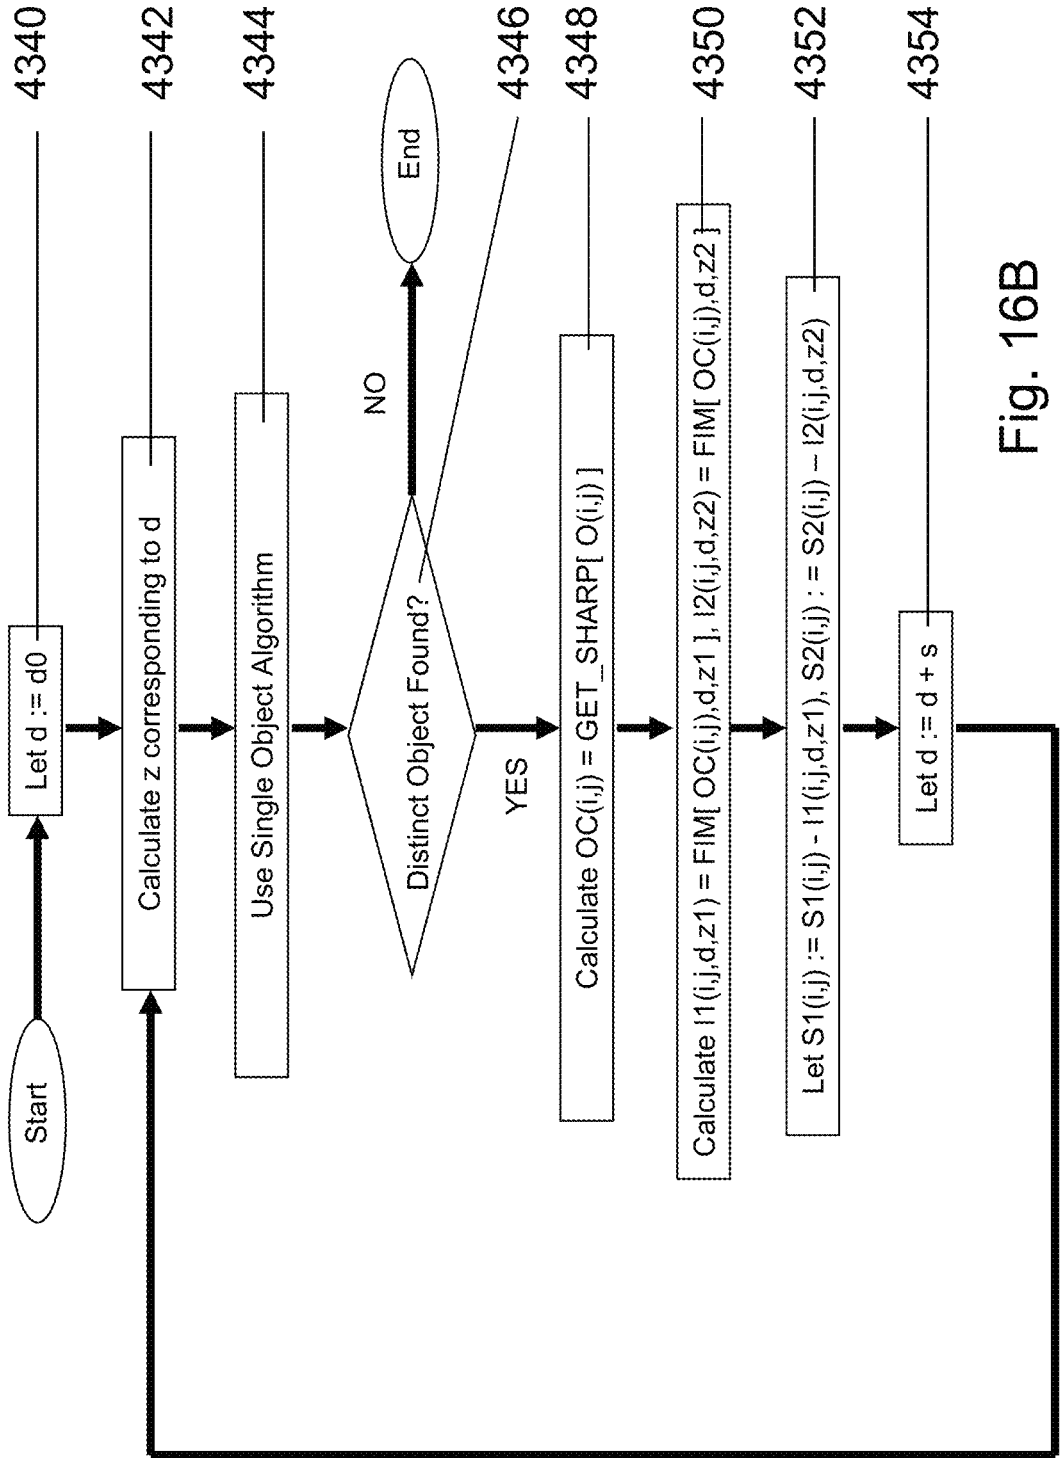 Start
Let d := d0
4340
Calculate z corresponding to d
4342
Use Single Object Algorithm
4344
Distinct Object Found?
NO
End
4346
YES
Calculate OC(i,j) = GET_SHARP[ O(i,j) ]
4348
Calculate I1(i,j,d,z1) = FIM[ OC(i,j),d,z1 ], I2(i,j,d,z2) = FIM[ OC(i,j),d,z2 ]
4350
Let S1(i,j) := S1(i,j) - I1(i,j,d,z1), S2(i,j) : = S2(i,j) – I2(i,j,d,z2)
4352
Let d := d + s
4354
Fig. 16B